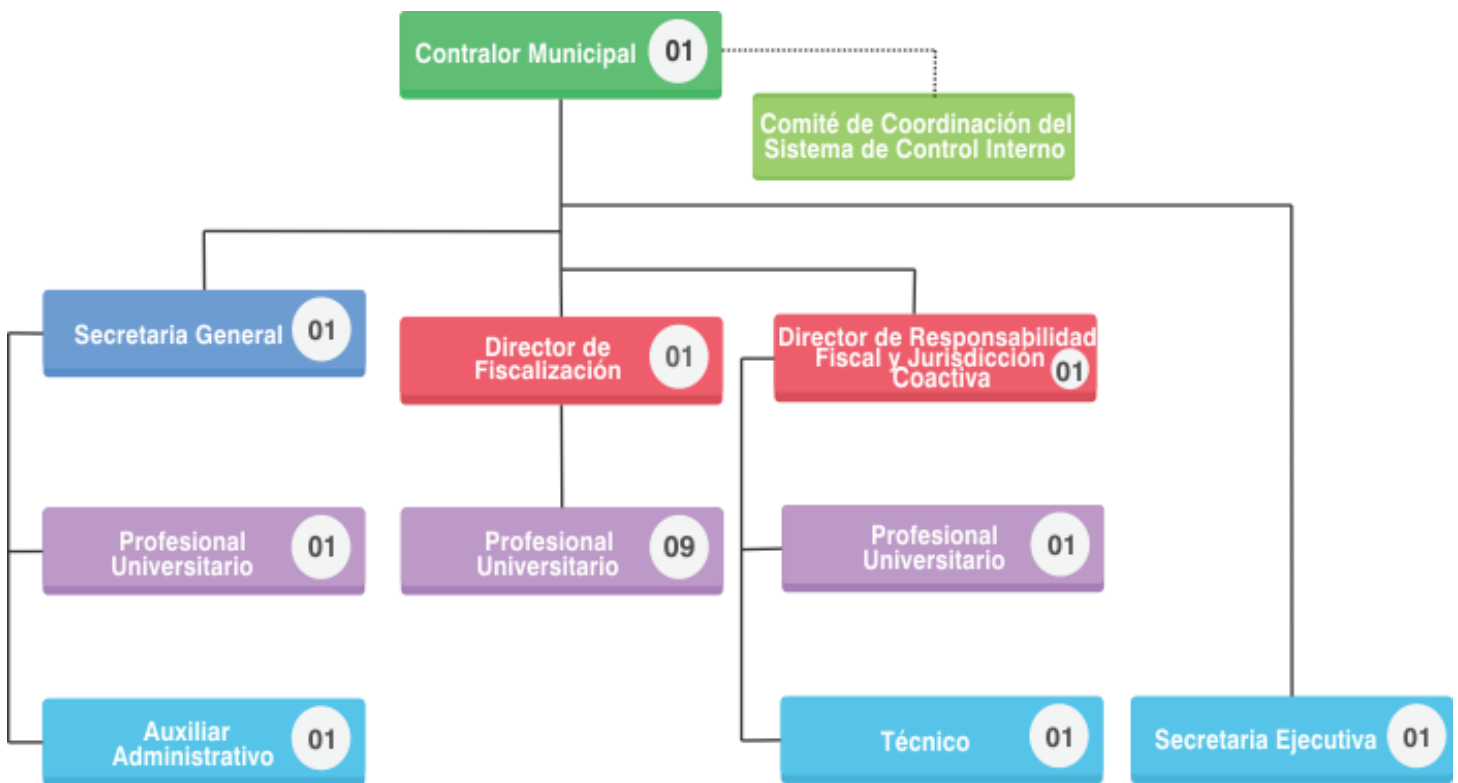 Contralor Municipal 01
Comité de Coordinación del
Sistema de Control Interno
Secretaria General 01
Director de
Fiscalización
01
Director de Responsabilidad
Fiscal y Jurisdicción
Coactiva 01
Profesional
Universitario
01
Profesional
Universitario
09
Profesional
Universitario
01
Auxiliar
Administrativo
01
Técnico 01
Secretaria Ejecutiva 01